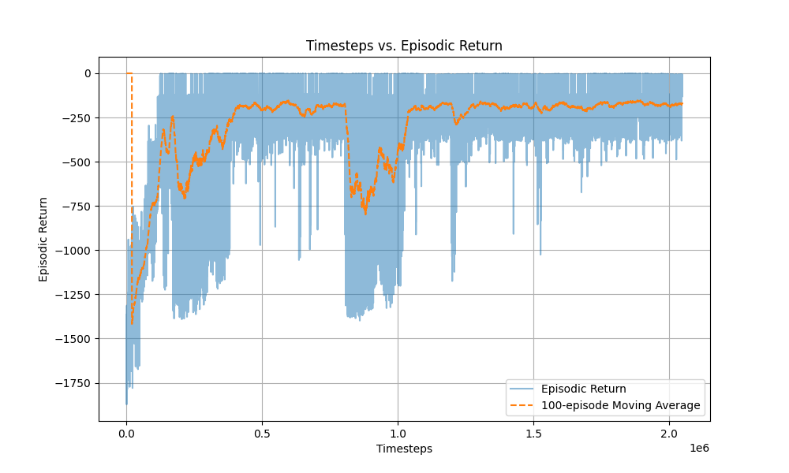 Timesteps vs. Episodic Return
Episodic Return
0
−250
−500
−750
−1000
−1250
−1500
−1750
0.0
0.5
1.0
1.5
2.0
1e6
Timesteps
Episodic Return
100-episode Moving Average